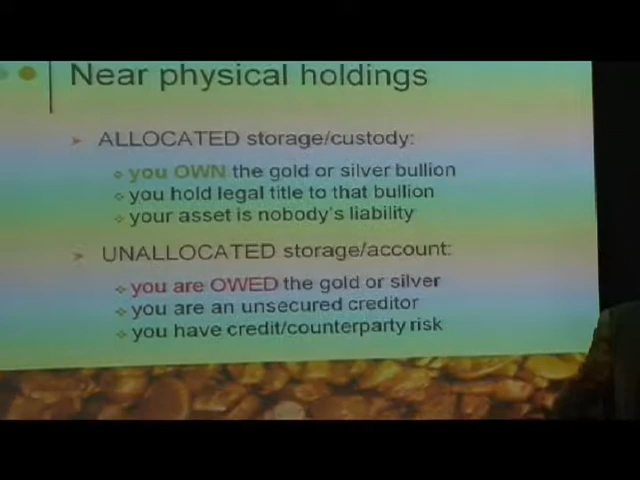 Near physical holdings
ALLOCATED storage/custody:
you OWN the gold or silver bullion
you hold legal title to that bullion
your asset is nobody's liability
UNALLOCATED storage/account:
you are OWED the gold or silver
you are an unsecured creditor
you have credit/counterparty risk